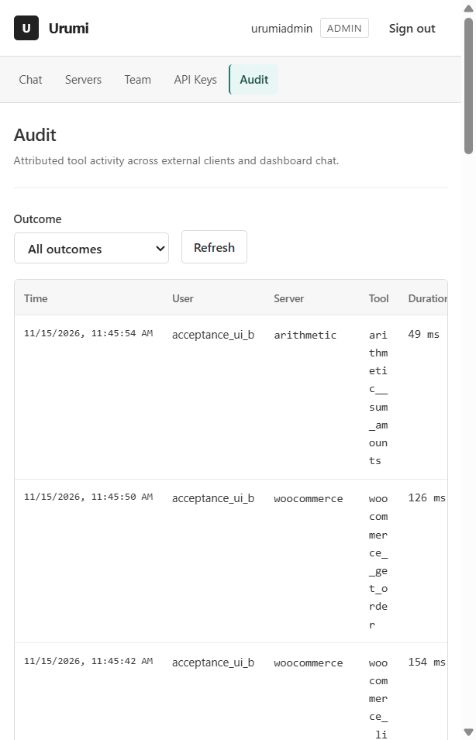 U Urumi urumiadmin ADMIN Sign out
Chat Servers Team API Keys Audit
Audit
Attributed tool activity across external clients and dashboard chat.
Outcome
All outcomes Refresh
Time User Server Tool Duration
11/15/2026, 11:45:54 AM acceptance_ui_b arithmetic ari 49 ms
thm
eti
c__
sum
_am
oun
ts
11/15/2026, 11:45:50 AM acceptance_ui_b woocommerce woo 126 ms
com
mer
ce_
_ge
t_o
rde
r
11/15/2026, 11:45:42 AM acceptance_ui_b woocommerce woo 154 ms
com
mer
ce_
_li